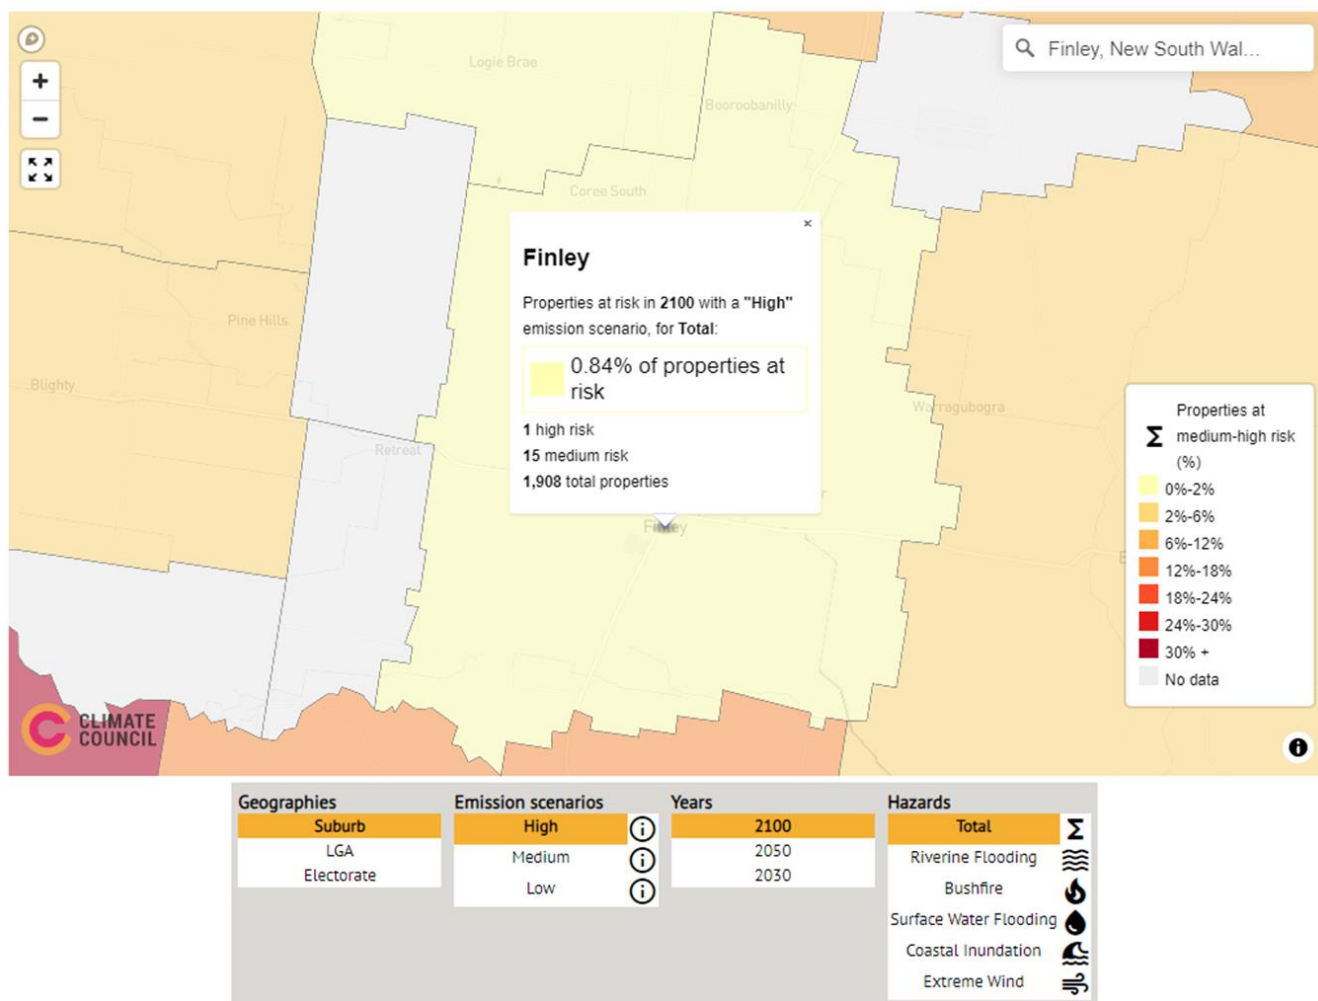 Finley, New South Wal...
Logie Brae
Booroobanilly
Coree South
Finley
×
Properties at risk in 2100 with a "High"
emission scenario, for Total:
0.84% of properties at
risk
1 high risk
15 medium risk
1,908 total properties
Pine Hills
Blighty
Retreat
Warragubogra
Finley
Properties at
Σ medium-high risk
(%)
0%-2%
2%-6%
6%-12%
12%-18%
18%-24%
24%-30%
30% +
No data
CLIMATE
COUNCIL
Geographies
Suburb
LGA
Electorate
Emission scenarios
High
Medium
Low
Years
2100
2050
2030
Hazards
Total Σ
Riverine Flooding
Bushfire
Surface Water Flooding
Coastal Inundation
Extreme Wind